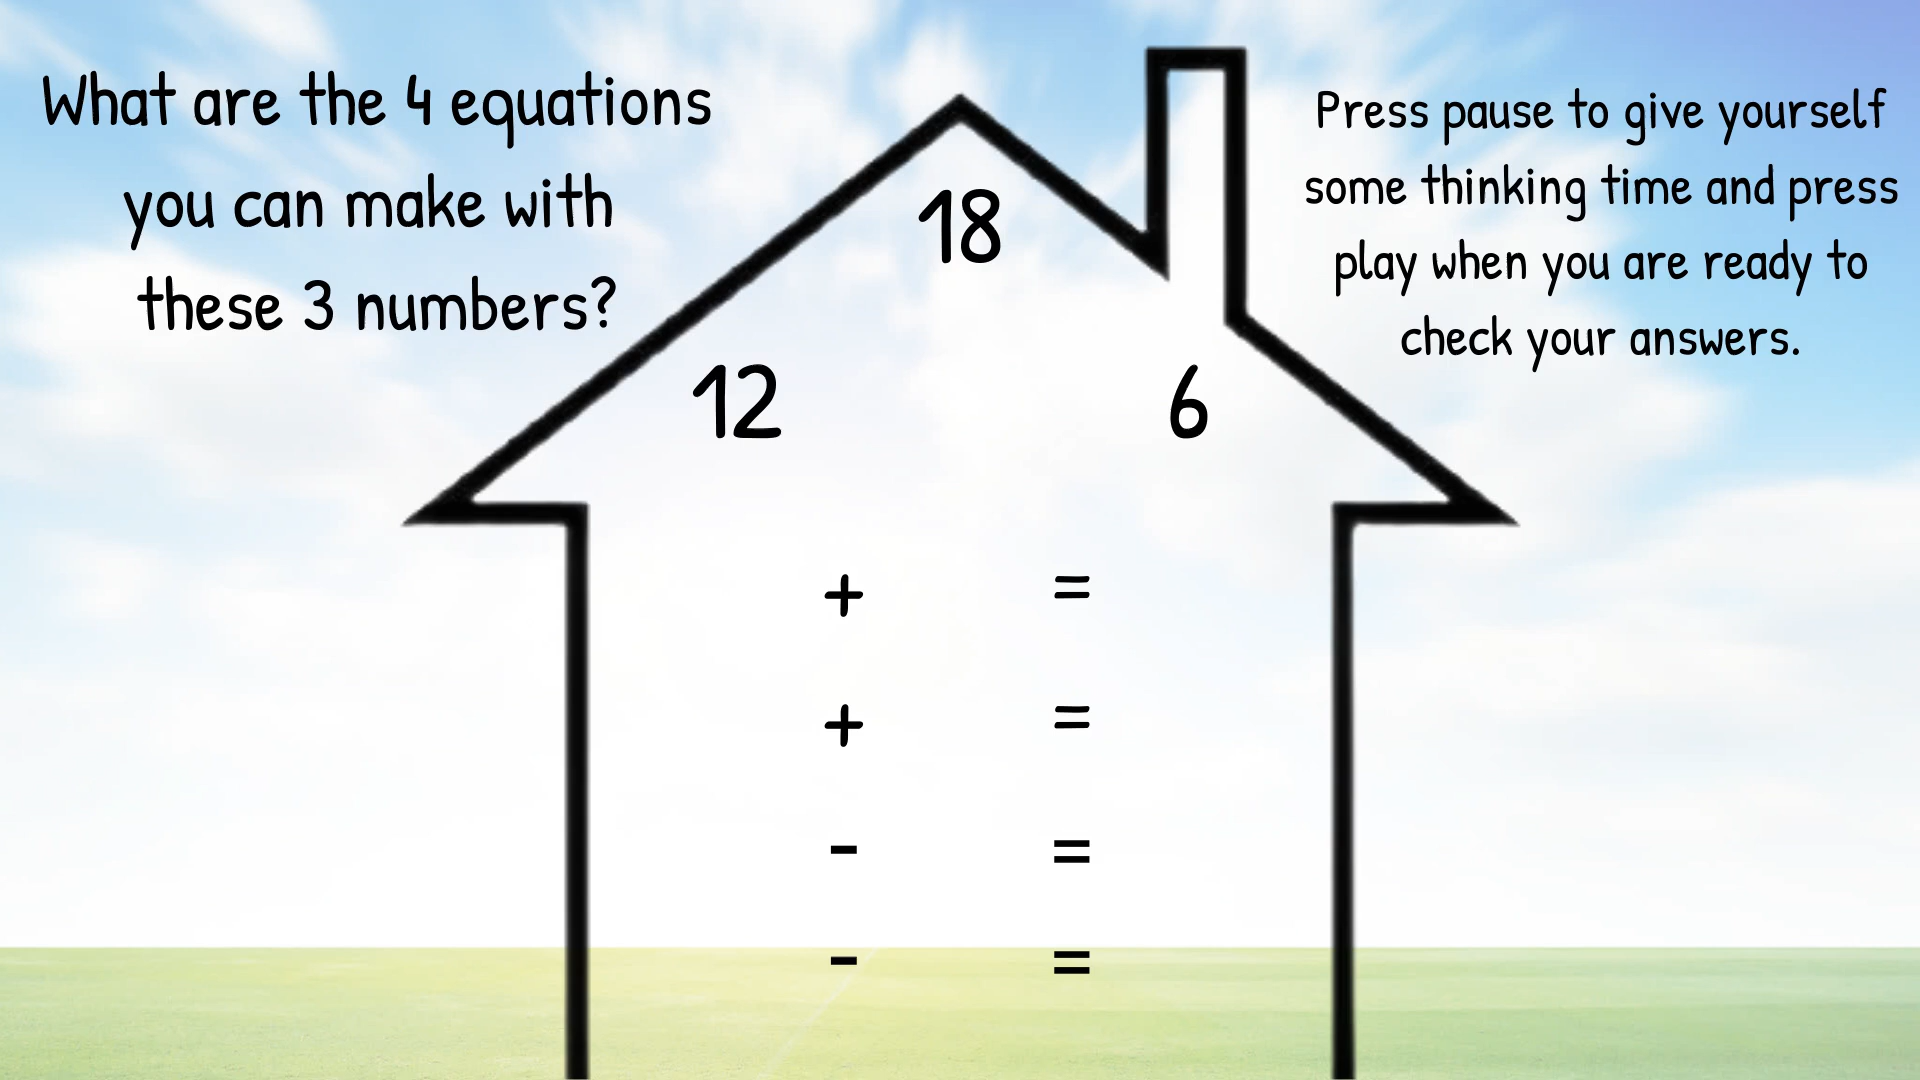 What are the 4 equations
you can make with
these 3 numbers?
Press pause to give yourself
some thinking time and press
play when you are ready to
check your answers.
18
12 6
+ =
+ =
- =
- =